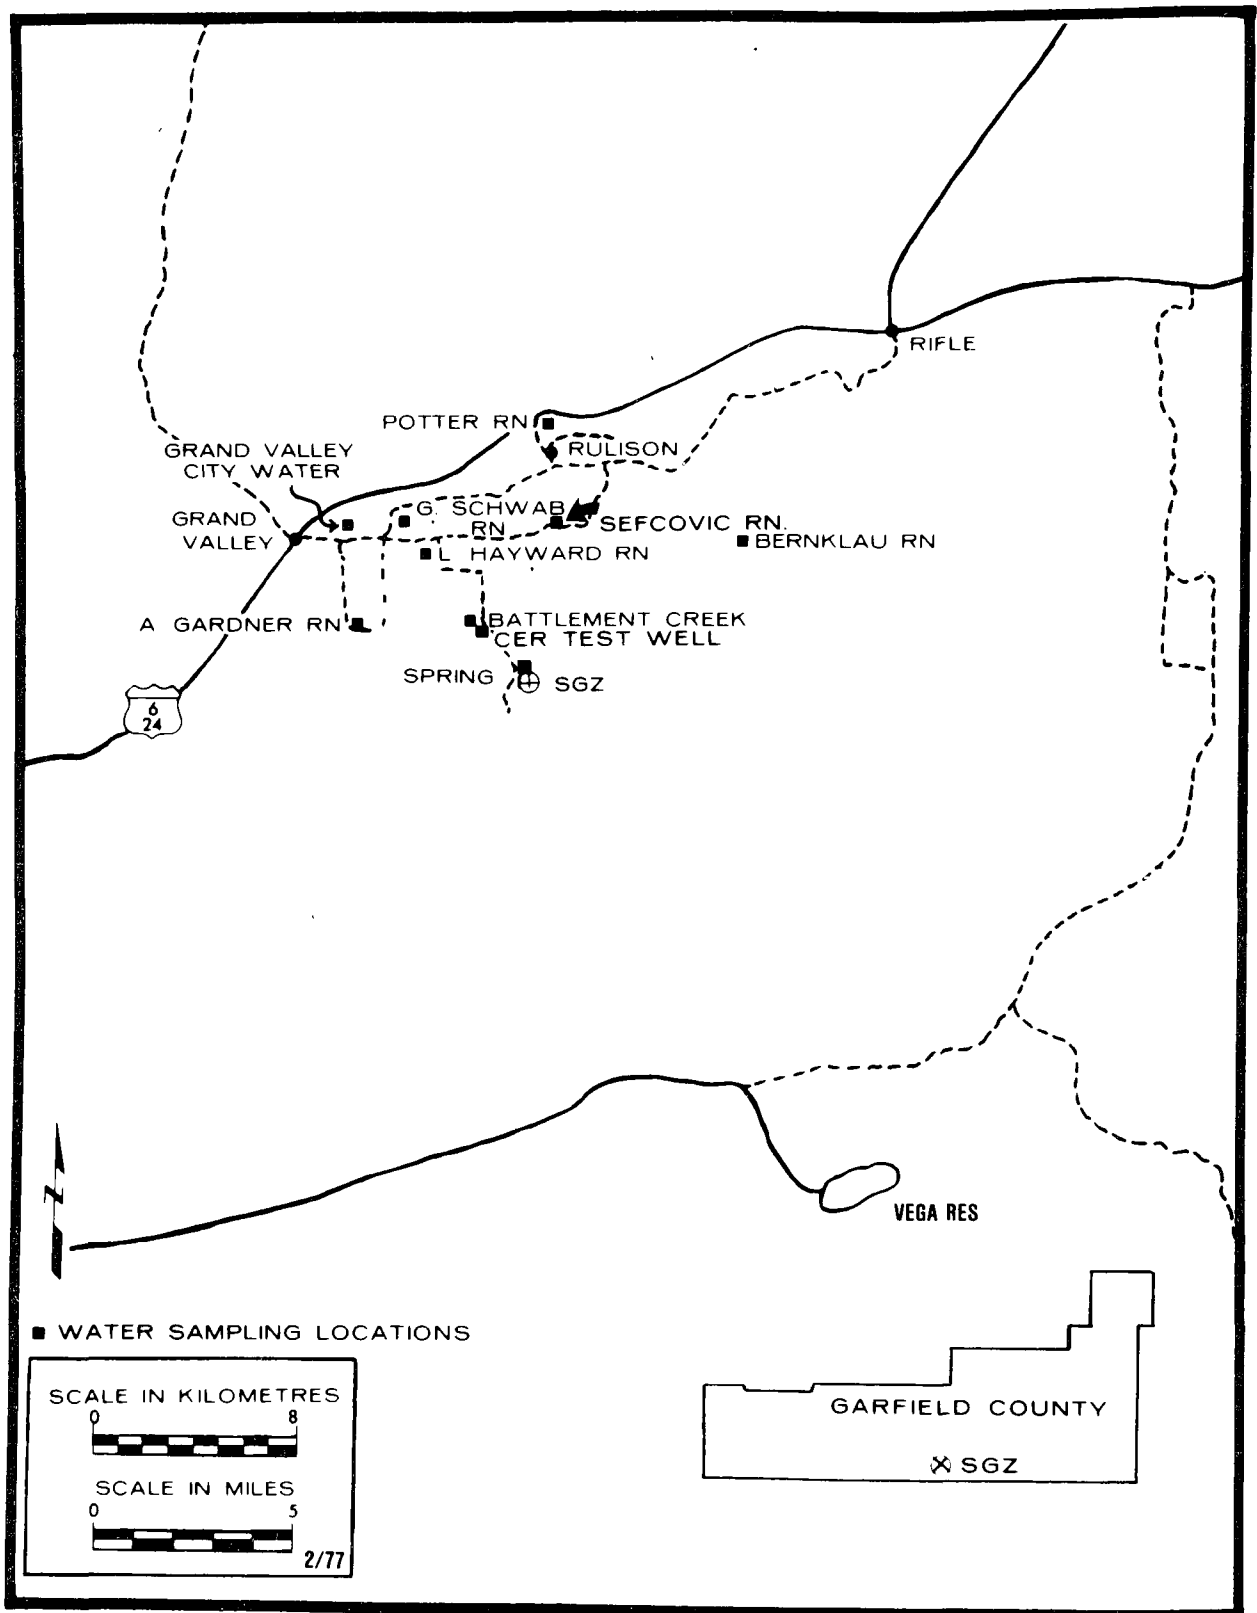 RIFLE
POTTER RN
RULISON
GRAND VALLEY
CITY WATER
G. SCHWAB
RN
SEFCOVIC RN.
GRAND
VALLEY
BERNKLAU RN
L HAYWARD RN
A GARDNER RN
BATTLEMENT CREEK
CER TEST WELL
SPRING
SGZ
6
24
N
VEGA RES
WATER SAMPLING LOCATIONS
SCALE IN KILOMETRES
0 8
SCALE IN MILES
0 5
2/77
GARFIELD COUNTY
SGZ